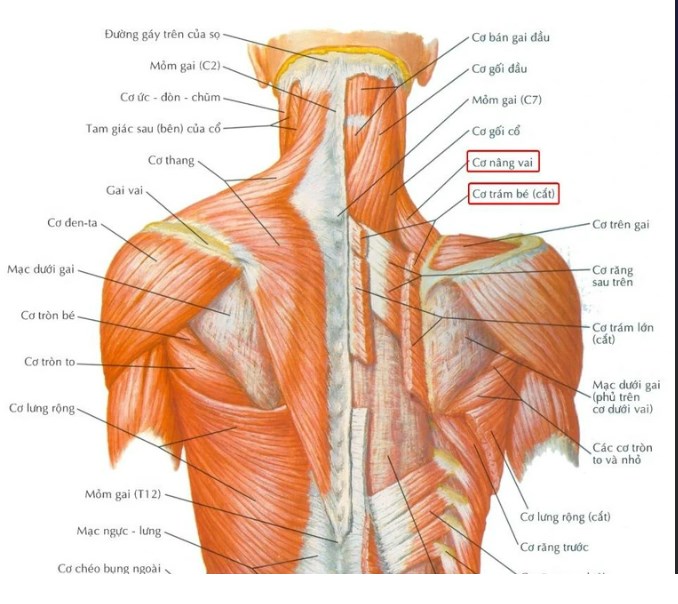 Đường gáy trên của sọ
Mỏm gai (C2)
Cơ ức - đòn - chũm
Tam giác sau (bên) của cổ
Cơ thang
Gai vai
Cơ đen-ta
Mạc dưới gai
Cơ tròn bé
Cơ tròn to
Cơ lưng rộng
Mỏm gai (T12)
Mạc ngực - lưng
Cơ chéo bụng ngoài
Cơ bán gai đầu
Cơ gối đầu
Mỏm gai (C7)
Cơ gối cổ
Cơ nâng vai
Cơ trám bé (cắt)
Cơ trên gai
Cơ răng
sau trên
Cơ trám lớn
(cắt)
Mạc dưới gai
(phủ trên
cơ dưới vai)
Các cơ tròn
to và nhỏ
Cơ lưng rộng (cắt)
Cơ răng trước